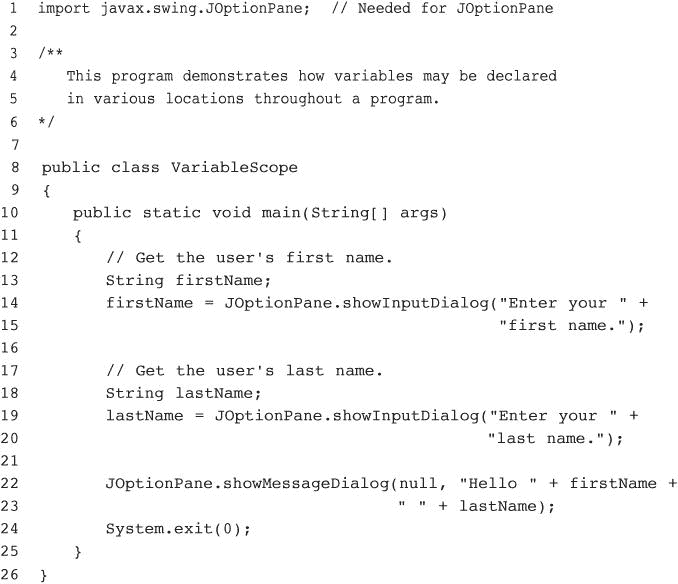 1 import javax.swing.JOptionPane; // Needed for JOptionPane
2
3 /**
4 This program demonstrates how variables may be declared
5 in various locations throughout a program.
6 */
7
8 public class VariableScope
9 {
10 public static void main(String[] args)
11 {
12 // Get the user's first name.
13 String firstName;
14 firstName = JOptionPane.showInputDialog("Enter your " +
15 "first name.");
16
17 // Get the user's last name.
18 String lastName;
19 lastName = JOptionPane.showInputDialog("Enter your " +
20 "last name.");
21
22 JOptionPane.showMessageDialog(null, "Hello " + firstName +
23 " " + lastName);
24 System.exit(0);
25 }
26 }